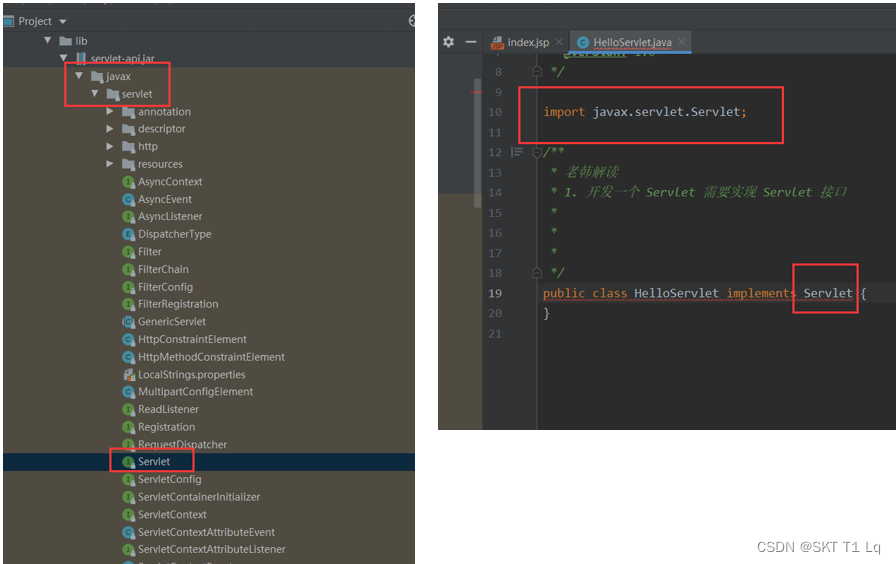 Project
lib
servlet-api.jar
javax
servlet
annotation
descriptor
http
resources
AsyncContext
AsyncEvent
AsyncListener
DispatcherType
Filter
FilterChain
FilterConfig
FilterRegistration
GenericServlet
HttpConstraintElement
HttpMethodConstraintElement
LocalStrings.properties
MultipartConfigElement
ReadListener
Registration
RequestDispatcher
Servlet
ServletConfig
ServletContainerInitializer
ServletContext
ServletContextAttributeEvent
ServletContextAttributeListener
index.jsp
HelloServlet.java
8 */
9
10 import javax.servlet.Servlet;
11
12 /**
13 * 老韩解读
14 * 1. 开发一个 Servlet 需要实现 Servlet 接口
15 *
16 *
17 *
18 */
19 public class HelloServlet implements Servlet {
20 }
21
CSDN @SKT T1 Lq